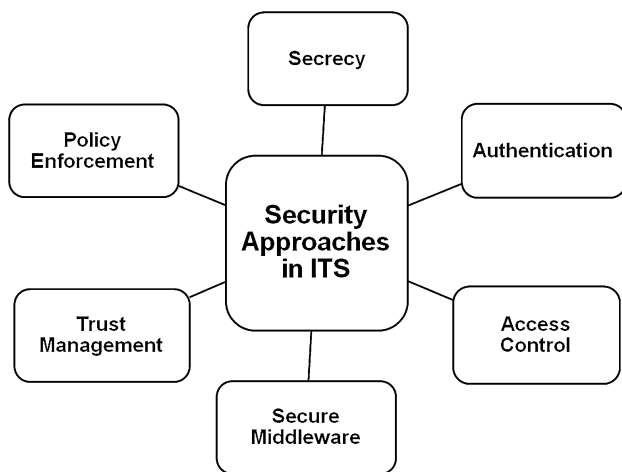 Secrecy
Policy
Enforcement
Authentication
Security
Approaches
in ITS
Trust
Management
Access
Control
Secure
Middleware